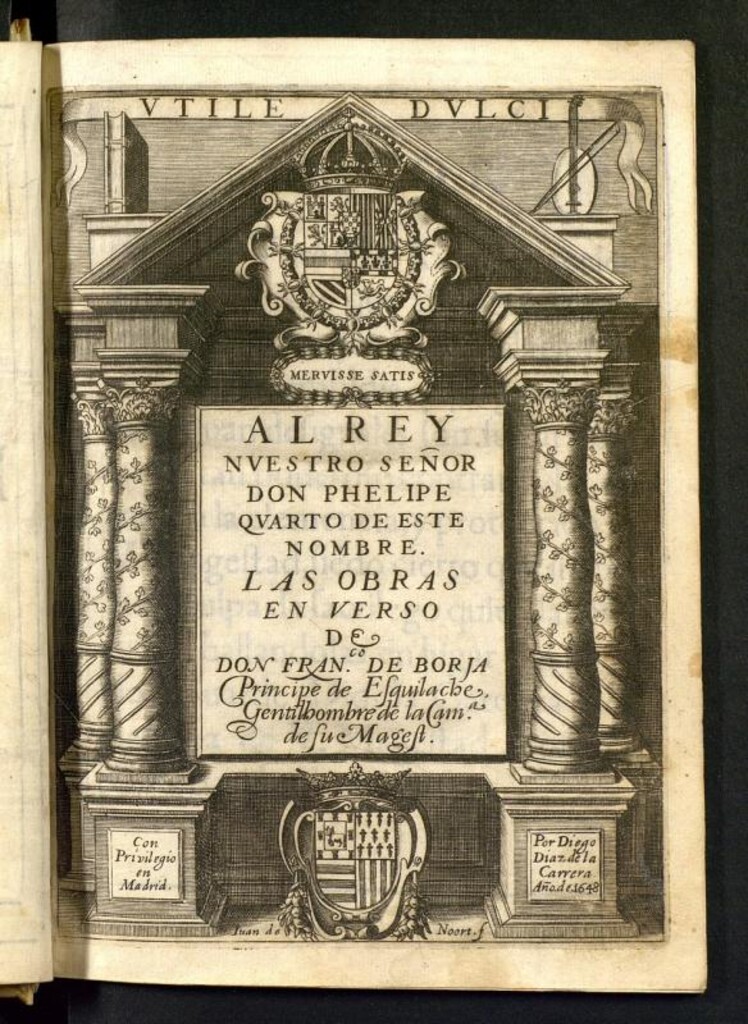 VTILE DVLCI
MERVISSE SATIS
AL REY
NVESTRO SEÑOR
DON PHELIPE
QVARTO DE ESTE
NOMBRE.
LAS OBRAS
EN VERSO
DE
DON FRAN.co DE BORJA
Principe de Esquilache,
Gentilhombre de la Cam.a
de su Magest.
Con
Privilegio
en
Madrid.
Por Diego
Diaz de la
Carrera
Año de 1648
Iuan de Noort. f